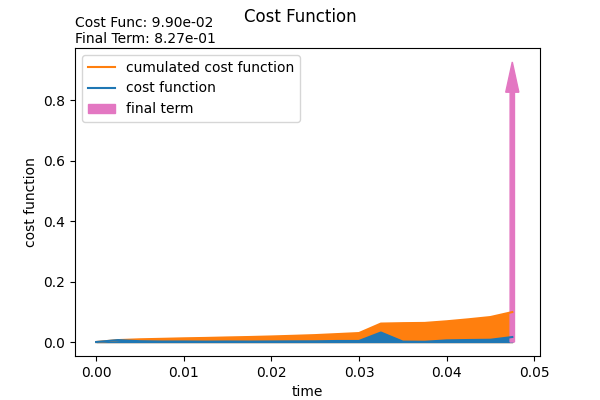 Cost Function
Cost Func: 9.90e-02
Final Term: 8.27e-01
cumulated cost function
cost function
final term
cost function
0.8
0.6
0.4
0.2
0.0
0.00 0.01 0.02 0.03 0.04 0.05
time